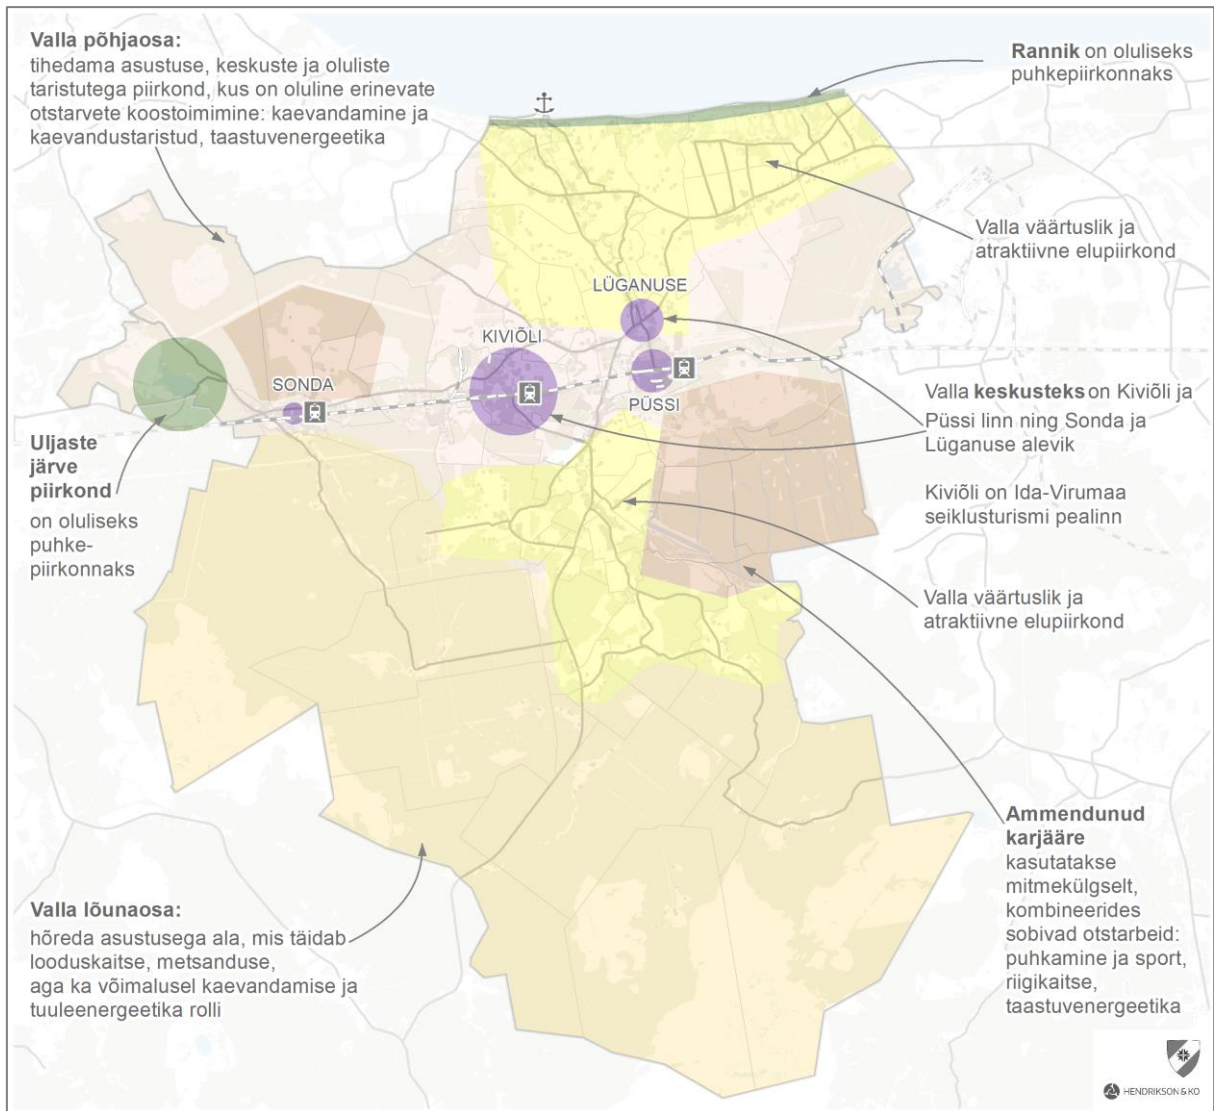 Valla põhjaosa:
tihedama asustuse, keskuste ja oluliste
taristutega piirkond, kus on oluline erinevate
otstarvete koostoimimine: kaevandamine ja
kaevandustaristud, taastuvenergeetika
Rannik on oluliseks
puhkepiirkonnaks
Valla väärtuslik ja
atraktiivne elupiirkond
LÜGANUSE
KIVIÕLI
SONDA
PÜSSI
Valla keskusteks on Kiviõli ja
Püssi linn ning Sonda ja
Lüganuse alevik
Kiviõli on Ida-Virumaa
seiklusturismi pealinn
Uljaste
järve
piirkond
on oluliseks
puhke-
piirkonnaks
Valla väärtuslik ja
atraktiivne elupiirkond
Ammendunud
karjääre
kasutatakse
mitmekülgselt,
kombineerides
sobivad otstarbeid:
puhkamine ja sport,
riigikaitse,
taastuvenergeetika
Valla lõunaosa:
hõreda asustusega ala, mis täidab
looduskaitse, metsanduse,
aga ka võimalusel kaevandamise ja
tuuleenergeetika rolli
HENDRIKSON & KO